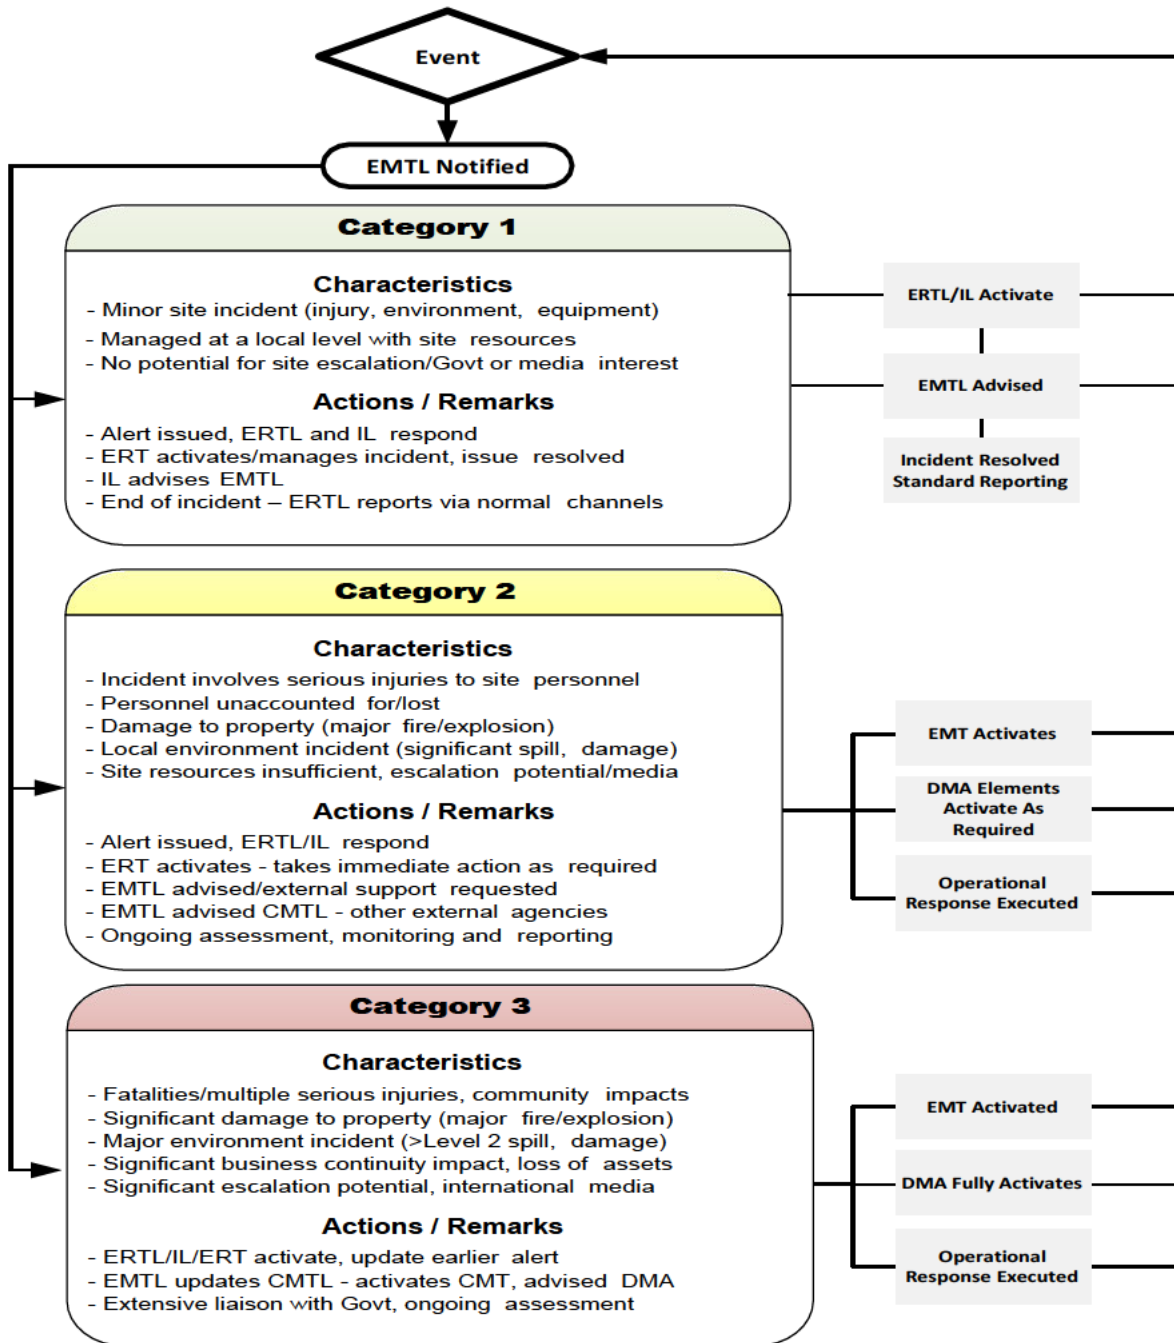 Event
EMTL Notified
Category 1
Characteristics
- Minor site incident (injury, environment, equipment)
- Managed at a local level with site resources
- No potential for site escalation/Govt or media interest
Actions / Remarks
- Alert issued, ERTL and IL respond
- ERT activates/manages incident, issue resolved
- IL advises EMTL
- End of incident – ERTL reports via normal channels
ERTL/IL Activate
EMTL Advised
Incident Resolved
Standard Reporting
Category 2
Characteristics
- Incident involves serious injuries to site personnel
- Personnel unaccounted for/lost
- Damage to property (major fire/explosion)
- Local environment incident (significant spill, damage)
- Site resources insufficient, escalation potential/media
Actions / Remarks
- Alert issued, ERTL/IL respond
- ERT activates - takes immediate action as required
- EMTL advised/external support requested
- EMTL advised CMTL - other external agencies
- Ongoing assessment, monitoring and reporting
EMT Activates
DMA Elements
Activate As
Required
Operational
Response Executed
Category 3
Characteristics
- Fatalities/multiple serious injuries, community impacts
- Significant damage to property (major fire/explosion)
- Major environment incident (>Level 2 spill, damage)
- Significant business continuity impact, loss of assets
- Significant escalation potential, international media
Actions / Remarks
- ERTL/IL/ERT activate, update earlier alert
- EMTL updates CMTL - activates CMT, advised DMA
- Extensive liaison with Govt, ongoing assessment
EMT Activated
DMA Fully Activates
Operational
Response Executed